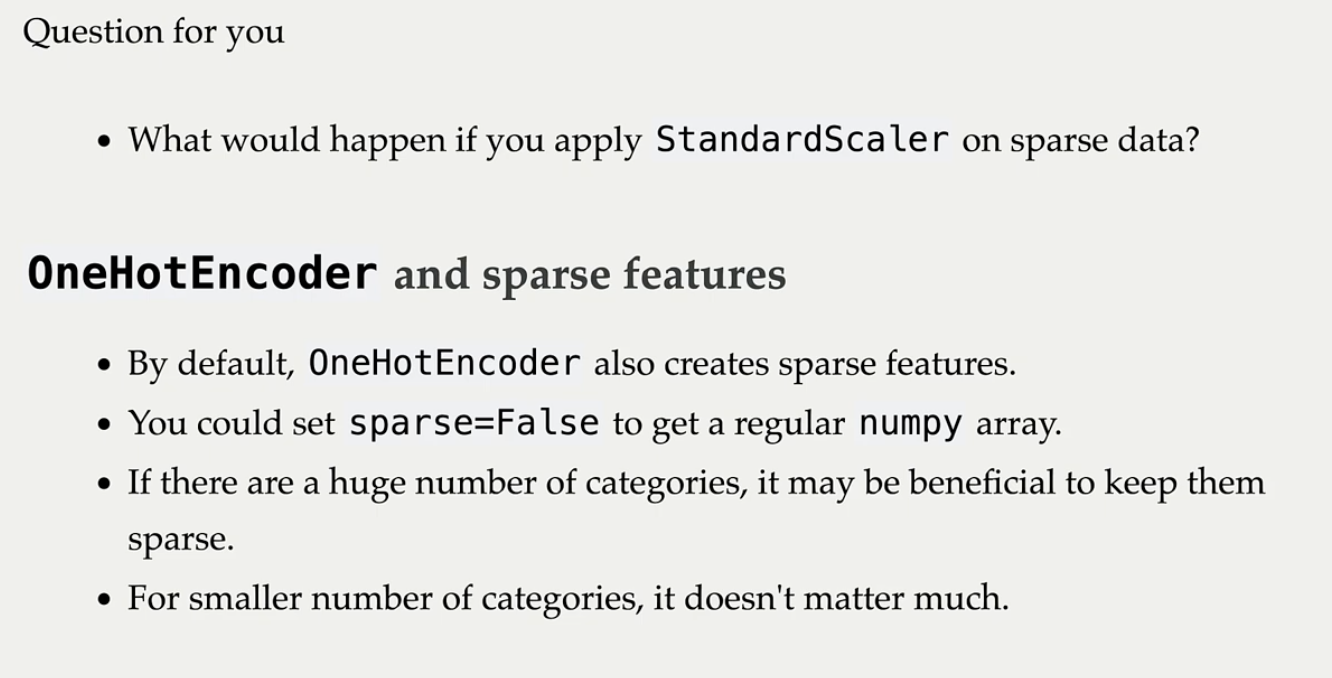 Question for you
• What would happen if you apply StandardScaler on sparse data?
OneHotEncoder and sparse features
• By default, OneHotEncoder also creates sparse features.
• You could set sparse=False to get a regular numpy array.
• If there are a huge number of categories, it may be beneficial to keep them
sparse.
• For smaller number of categories, it doesn't matter much.